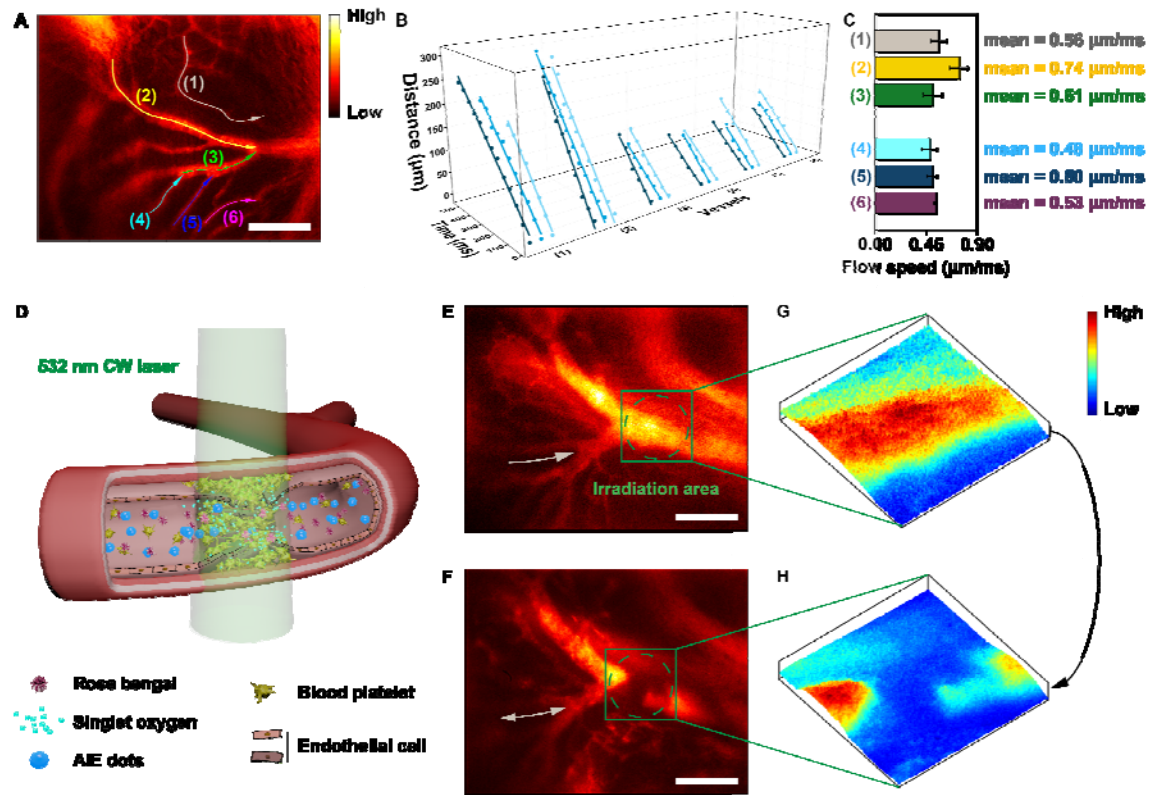 A
High
Low
(1)
(2)
(3)
(4)
(5)
(6)
B
Distance (μm)
300
250
200
150
100
50
0
Time (ms)
(1)
(2)
Vessels
C
(1) mean = 0.56 μm/ms
(2) mean = 0.74 μm/ms
(3) mean = 0.51 μm/ms
(4) mean = 0.48 μm/ms
(5) mean = 0.50 μm/ms
(6) mean = 0.53 μm/ms
0.00 0.45 0.90
Flow speed (μm/ms)
D
532 nm CW laser
Rose bengal
Singlet oxygen
AIE dots
Blood platelet
Endothelial cell
E
Irradiation area
F
G
High
Low
H